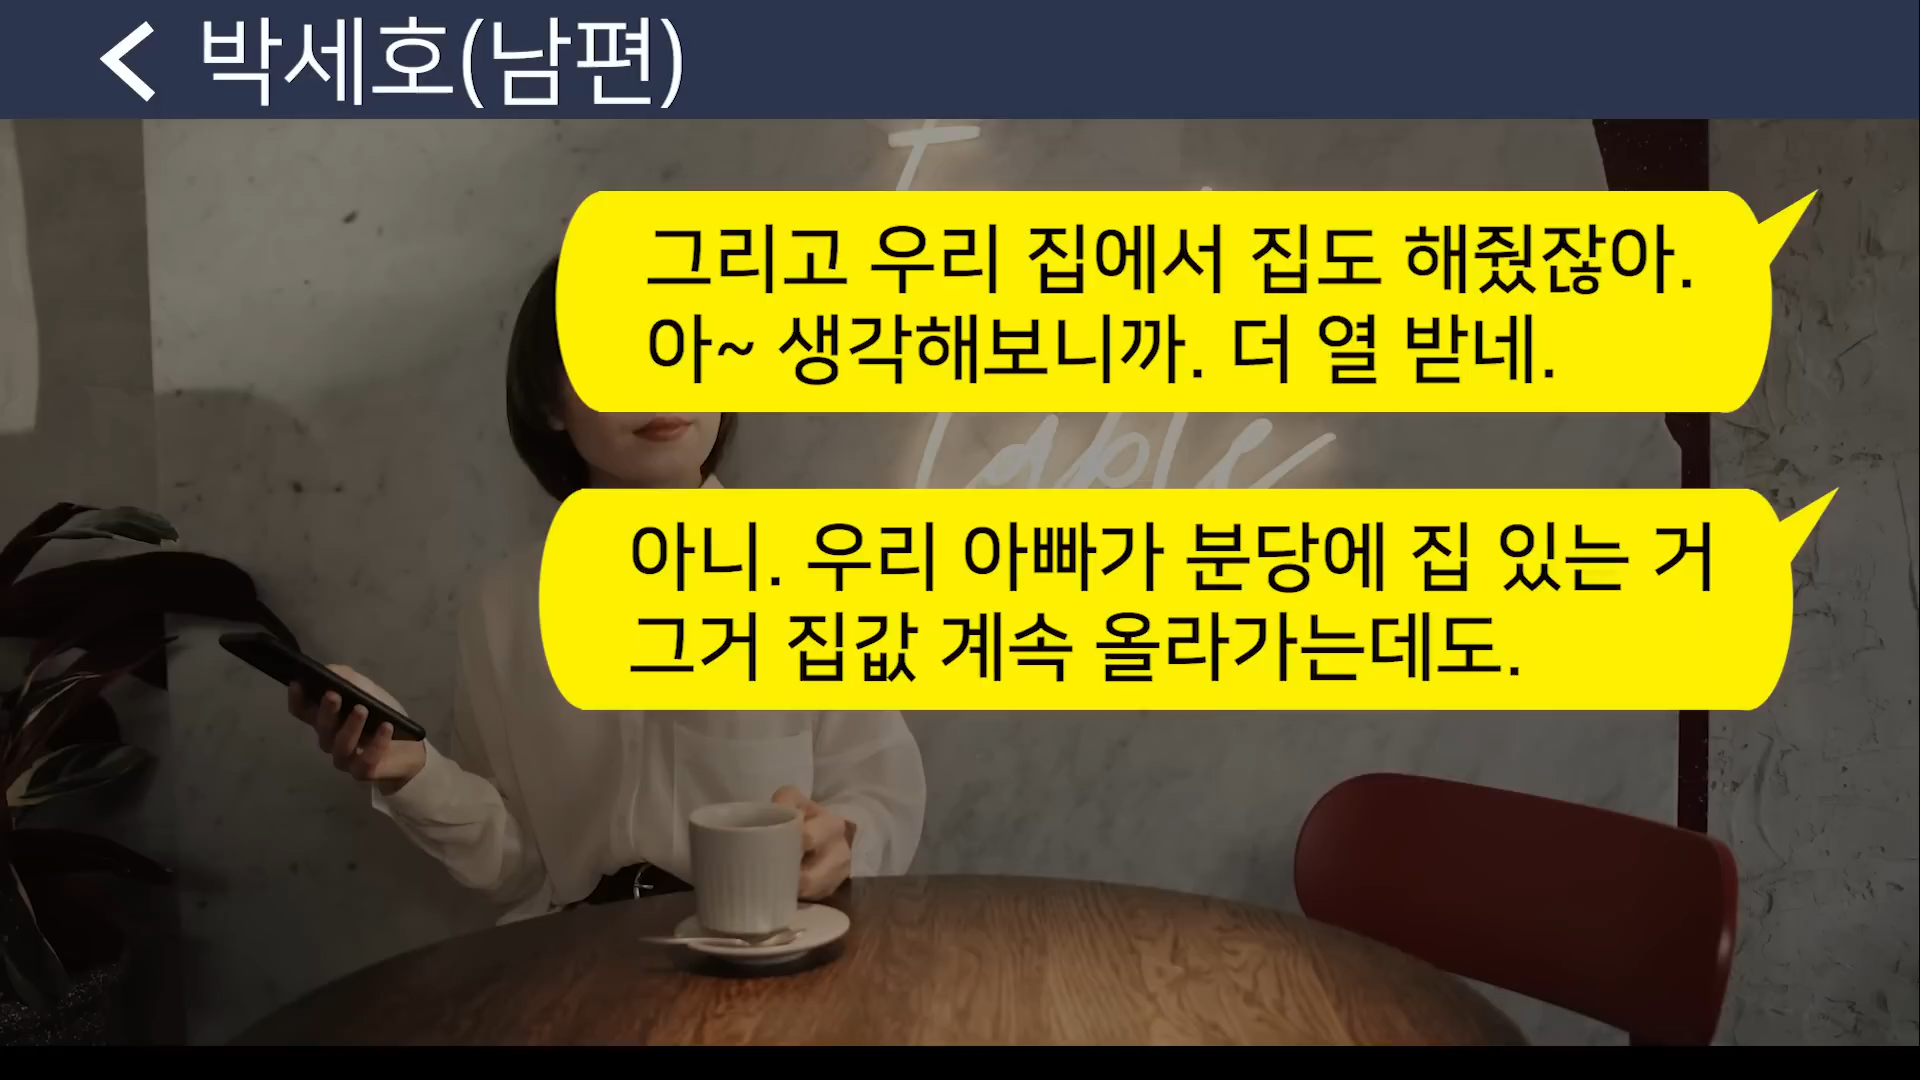 박세호(남편)
그리고 우리 집에서 집도 해줬잖아.
아~ 생각해보니까. 더 열 받네.
Table
아니. 우리 아빠가 분당에 집 있는 거
그거 집값 계속 올라가는데도.